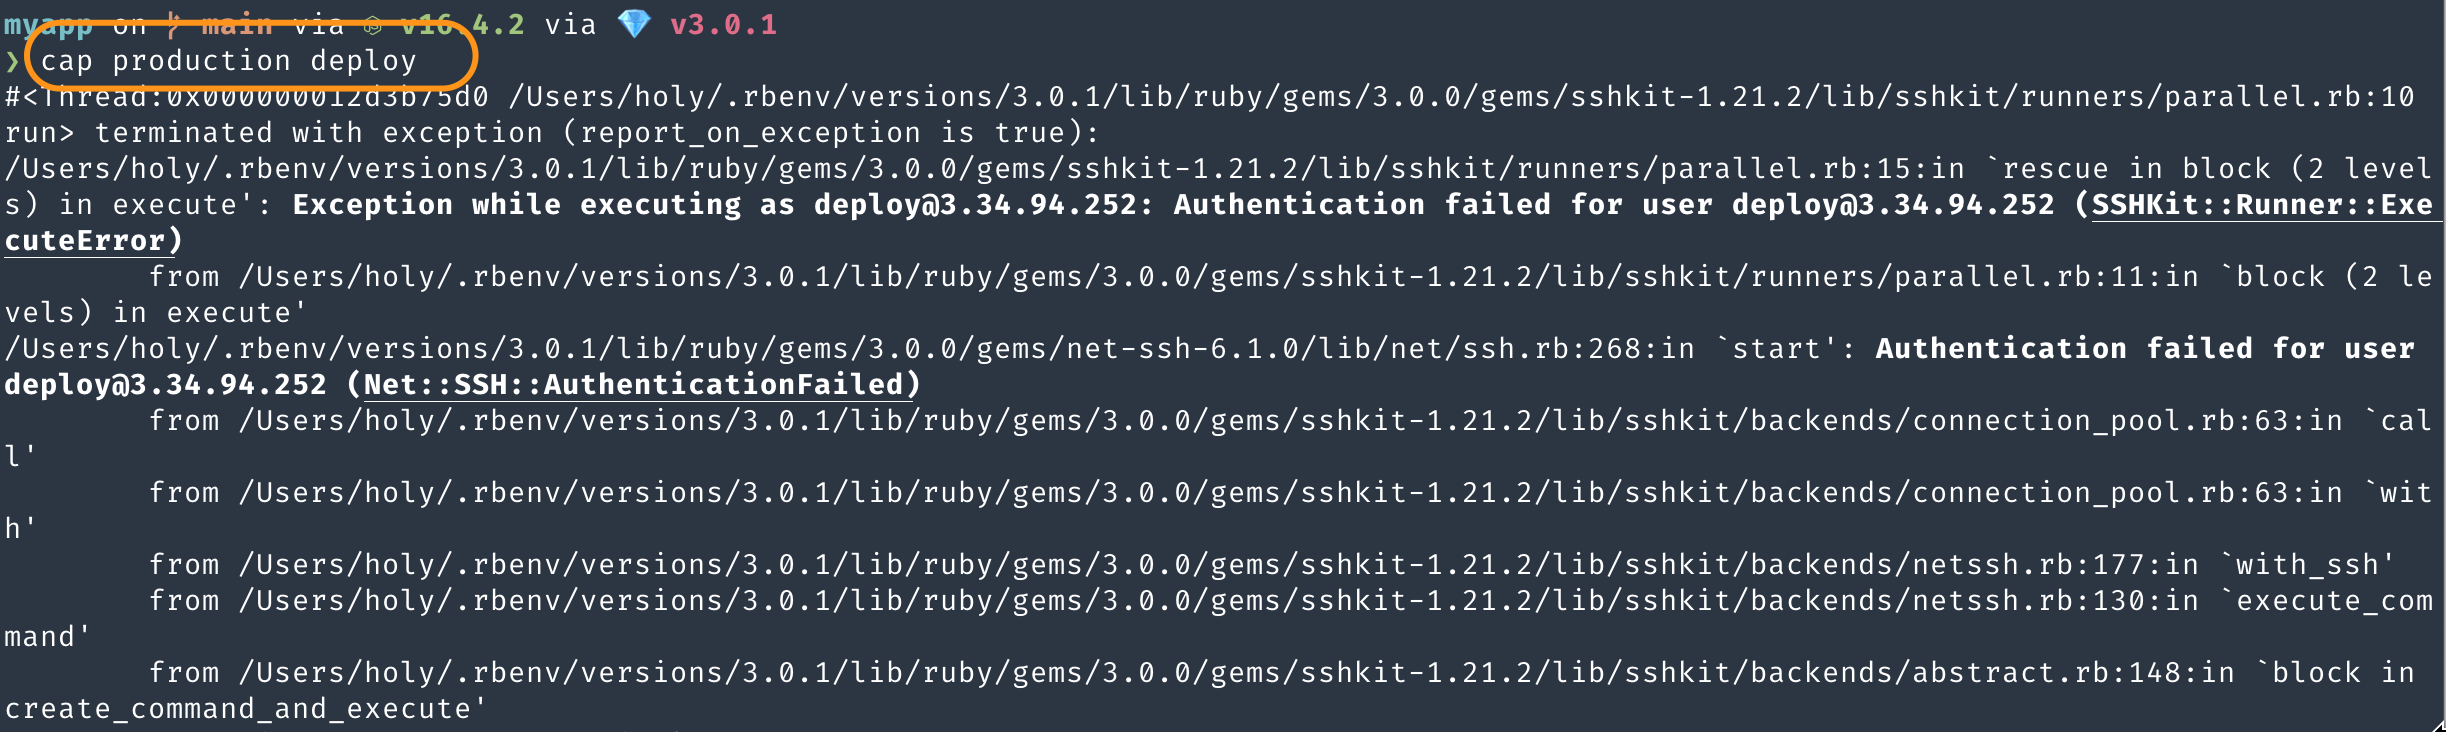 myapp on main via v16.4.2 via 💎 v3.0.1
❯ cap production deploy
#<Thread:0x000000012d3b75d0 /Users/holy/.rbenv/versions/3.0.1/lib/ruby/gems/3.0.0/gems/sshkit-1.21.2/lib/sshkit/runners/parallel.rb:10
run> terminated with exception (report_on_exception is true):
/Users/holy/.rbenv/versions/3.0.1/lib/ruby/gems/3.0.0/gems/sshkit-1.21.2/lib/sshkit/runners/parallel.rb:15:in `rescue in block (2 level
s) in execute': Exception while executing as deploy@3.34.94.252: Authentication failed for user deploy@3.34.94.252 (SSHKit::Runner::Exe
cuteError)
        from /Users/holy/.rbenv/versions/3.0.1/lib/ruby/gems/3.0.0/gems/sshkit-1.21.2/lib/sshkit/runners/parallel.rb:11:in `block (2 le
vels) in execute'
/Users/holy/.rbenv/versions/3.0.1/lib/ruby/gems/3.0.0/gems/net-ssh-6.1.0/lib/net/ssh.rb:268:in `start': Authentication failed for user
deploy@3.34.94.252 (Net::SSH::AuthenticationFailed)
        from /Users/holy/.rbenv/versions/3.0.1/lib/ruby/gems/3.0.0/gems/sshkit-1.21.2/lib/sshkit/backends/connection_pool.rb:63:in `cal
l'
        from /Users/holy/.rbenv/versions/3.0.1/lib/ruby/gems/3.0.0/gems/sshkit-1.21.2/lib/sshkit/backends/connection_pool.rb:63:in `wit
h'
        from /Users/holy/.rbenv/versions/3.0.1/lib/ruby/gems/3.0.0/gems/sshkit-1.21.2/lib/sshkit/backends/netssh.rb:177:in `with_ssh'
        from /Users/holy/.rbenv/versions/3.0.1/lib/ruby/gems/3.0.0/gems/sshkit-1.21.2/lib/sshkit/backends/netssh.rb:130:in `execute_com
mand'
        from /Users/holy/.rbenv/versions/3.0.1/lib/ruby/gems/3.0.0/gems/sshkit-1.21.2/lib/sshkit/backends/abstract.rb:148:in `block in
create_command_and_execute'